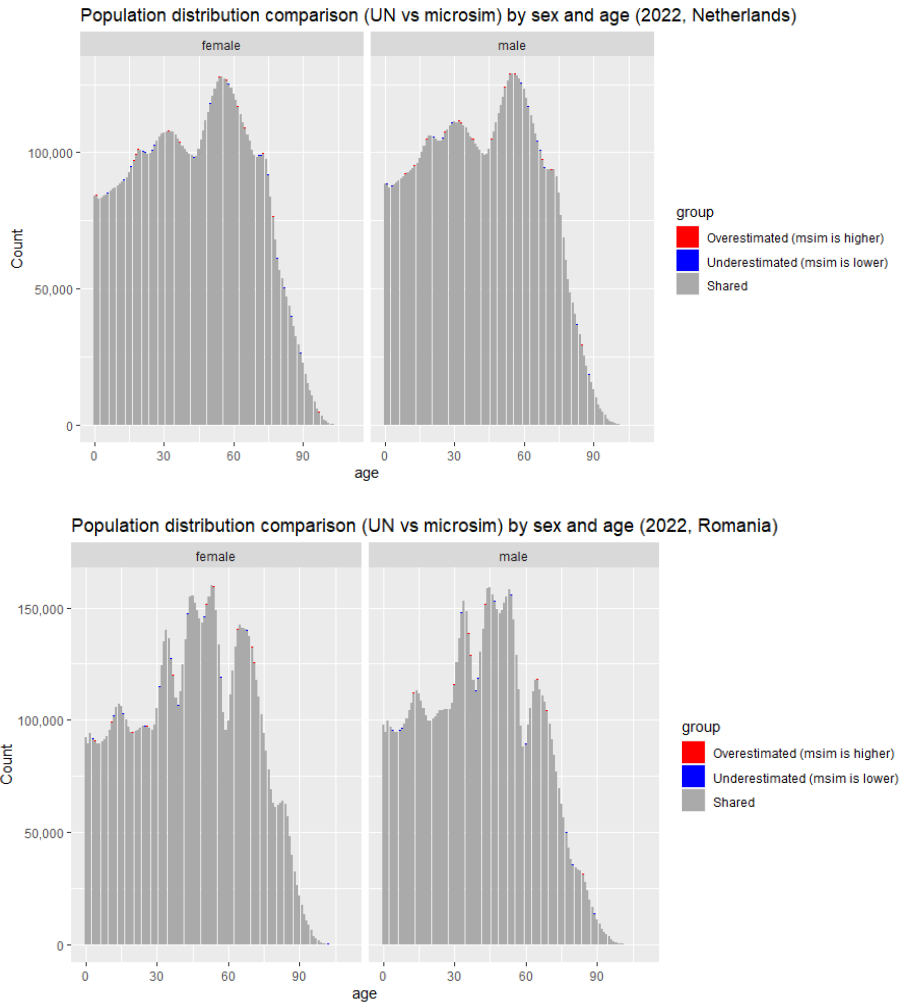 Population distribution comparison (UN vs microsim) by sex and age (2022, Netherlands)
female male
100,000
50,000
0
Count
0 30 60 90 0 30 60 90
age
group
Overestimated (msim is higher)
Underestimated (msim is lower)
Shared
Population distribution comparison (UN vs microsim) by sex and age (2022, Romania)
female male
150,000
100,000
50,000
0
Count
0 30 60 90 0 30 60 90
age
group
Overestimated (msim is higher)
Underestimated (msim is lower)
Shared